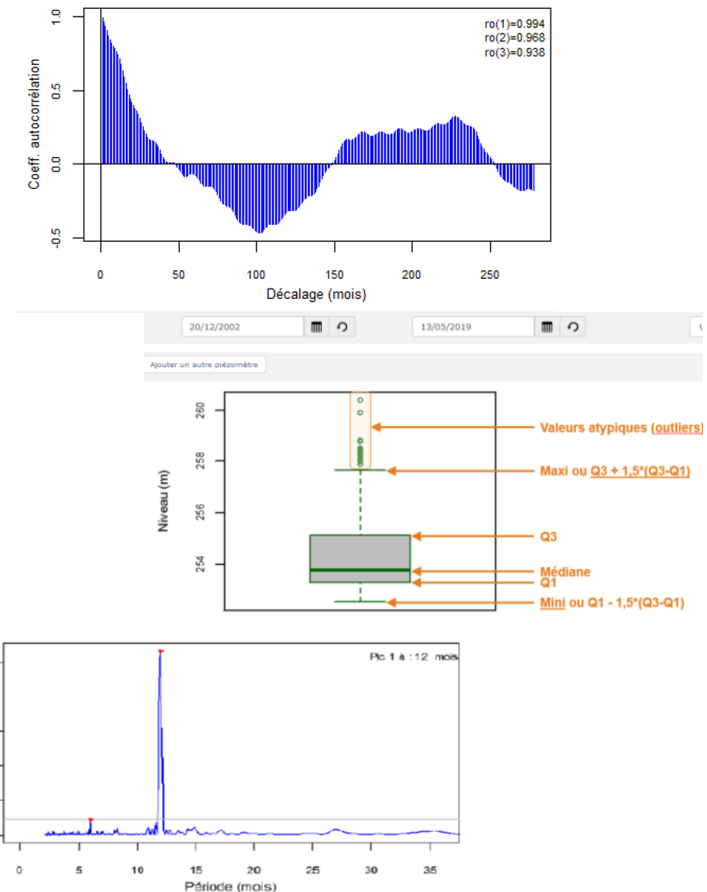 ro(1)=0.994
ro(2)=0.968
ro(3)=0.938
Coeff. autocorrélation
1.0
0.5
0.0
-0.5
0 50 100 150 200 250
Décalage (mois)
20/12/2002 13/05/2019 U
Ajouter un autre piézomètre
Niveau (m)
260
258
256
254
Valeurs atypiques (outliers)
Maxi ou Q3 + 1,5*(Q3-Q1)
Q3
Médiane
Q1
Mini ou Q1 - 1,5*(Q3-Q1)
Pic 1 à : 12 mois
0 5 10 15 20 25 30 35
Période (mois)